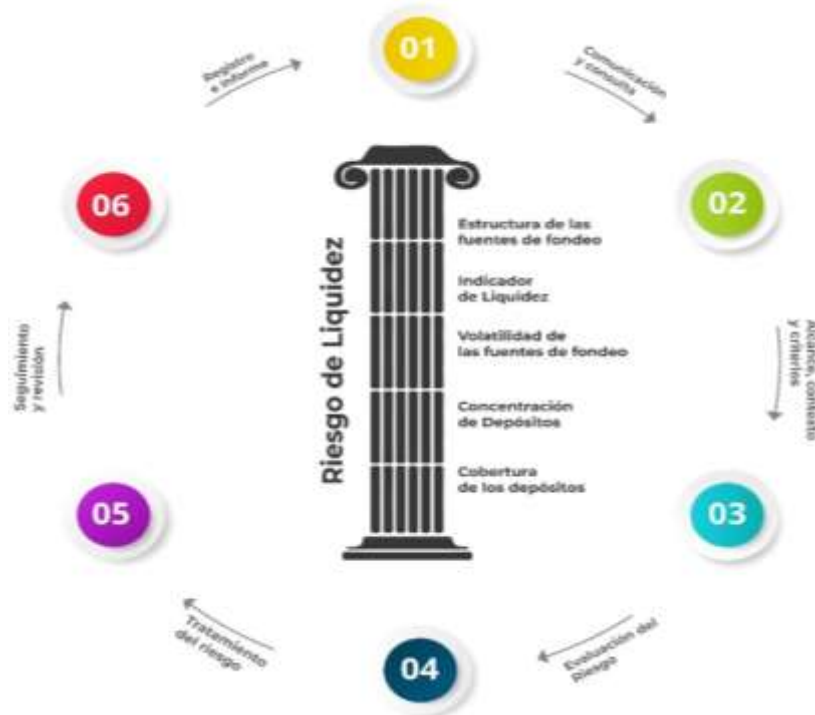 01
Comunicación
y consulta
02
Alcance, contexto
y criterios
03
Evaluación del
Riesgo
04
Tratamiento
del riesgo
05
Seguimiento
y revisión
06
Registro
e informe
Riesgo de Liquidez
Estructura de las
fuentes de fondeo
Indicador
de Liquidez
Volatilidad de
las fuentes de fondeo
Concentración
de Depósitos
Cobertura
de los depósitos